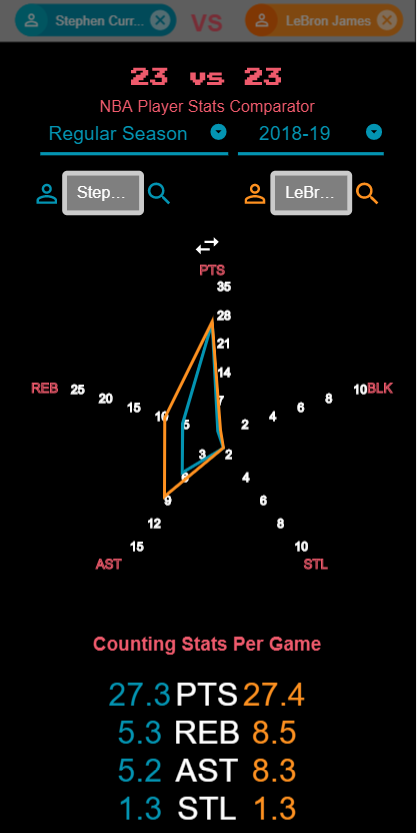 Stephen Curr... VS LeBron James
23 vs 23
NBA Player Stats Comparator
Regular Season 2018-19
Step... LeBr...
PTS
35
28
21
14
7
REB 25 20 15 10 5
2 4 6 8 10 BLK
3 6 9 12 15
AST
2 4 6 8 10
STL
Counting Stats Per Game
27.3 PTS 27.4
5.3 REB 8.5
5.2 AST 8.3
1.3 STL 1.3